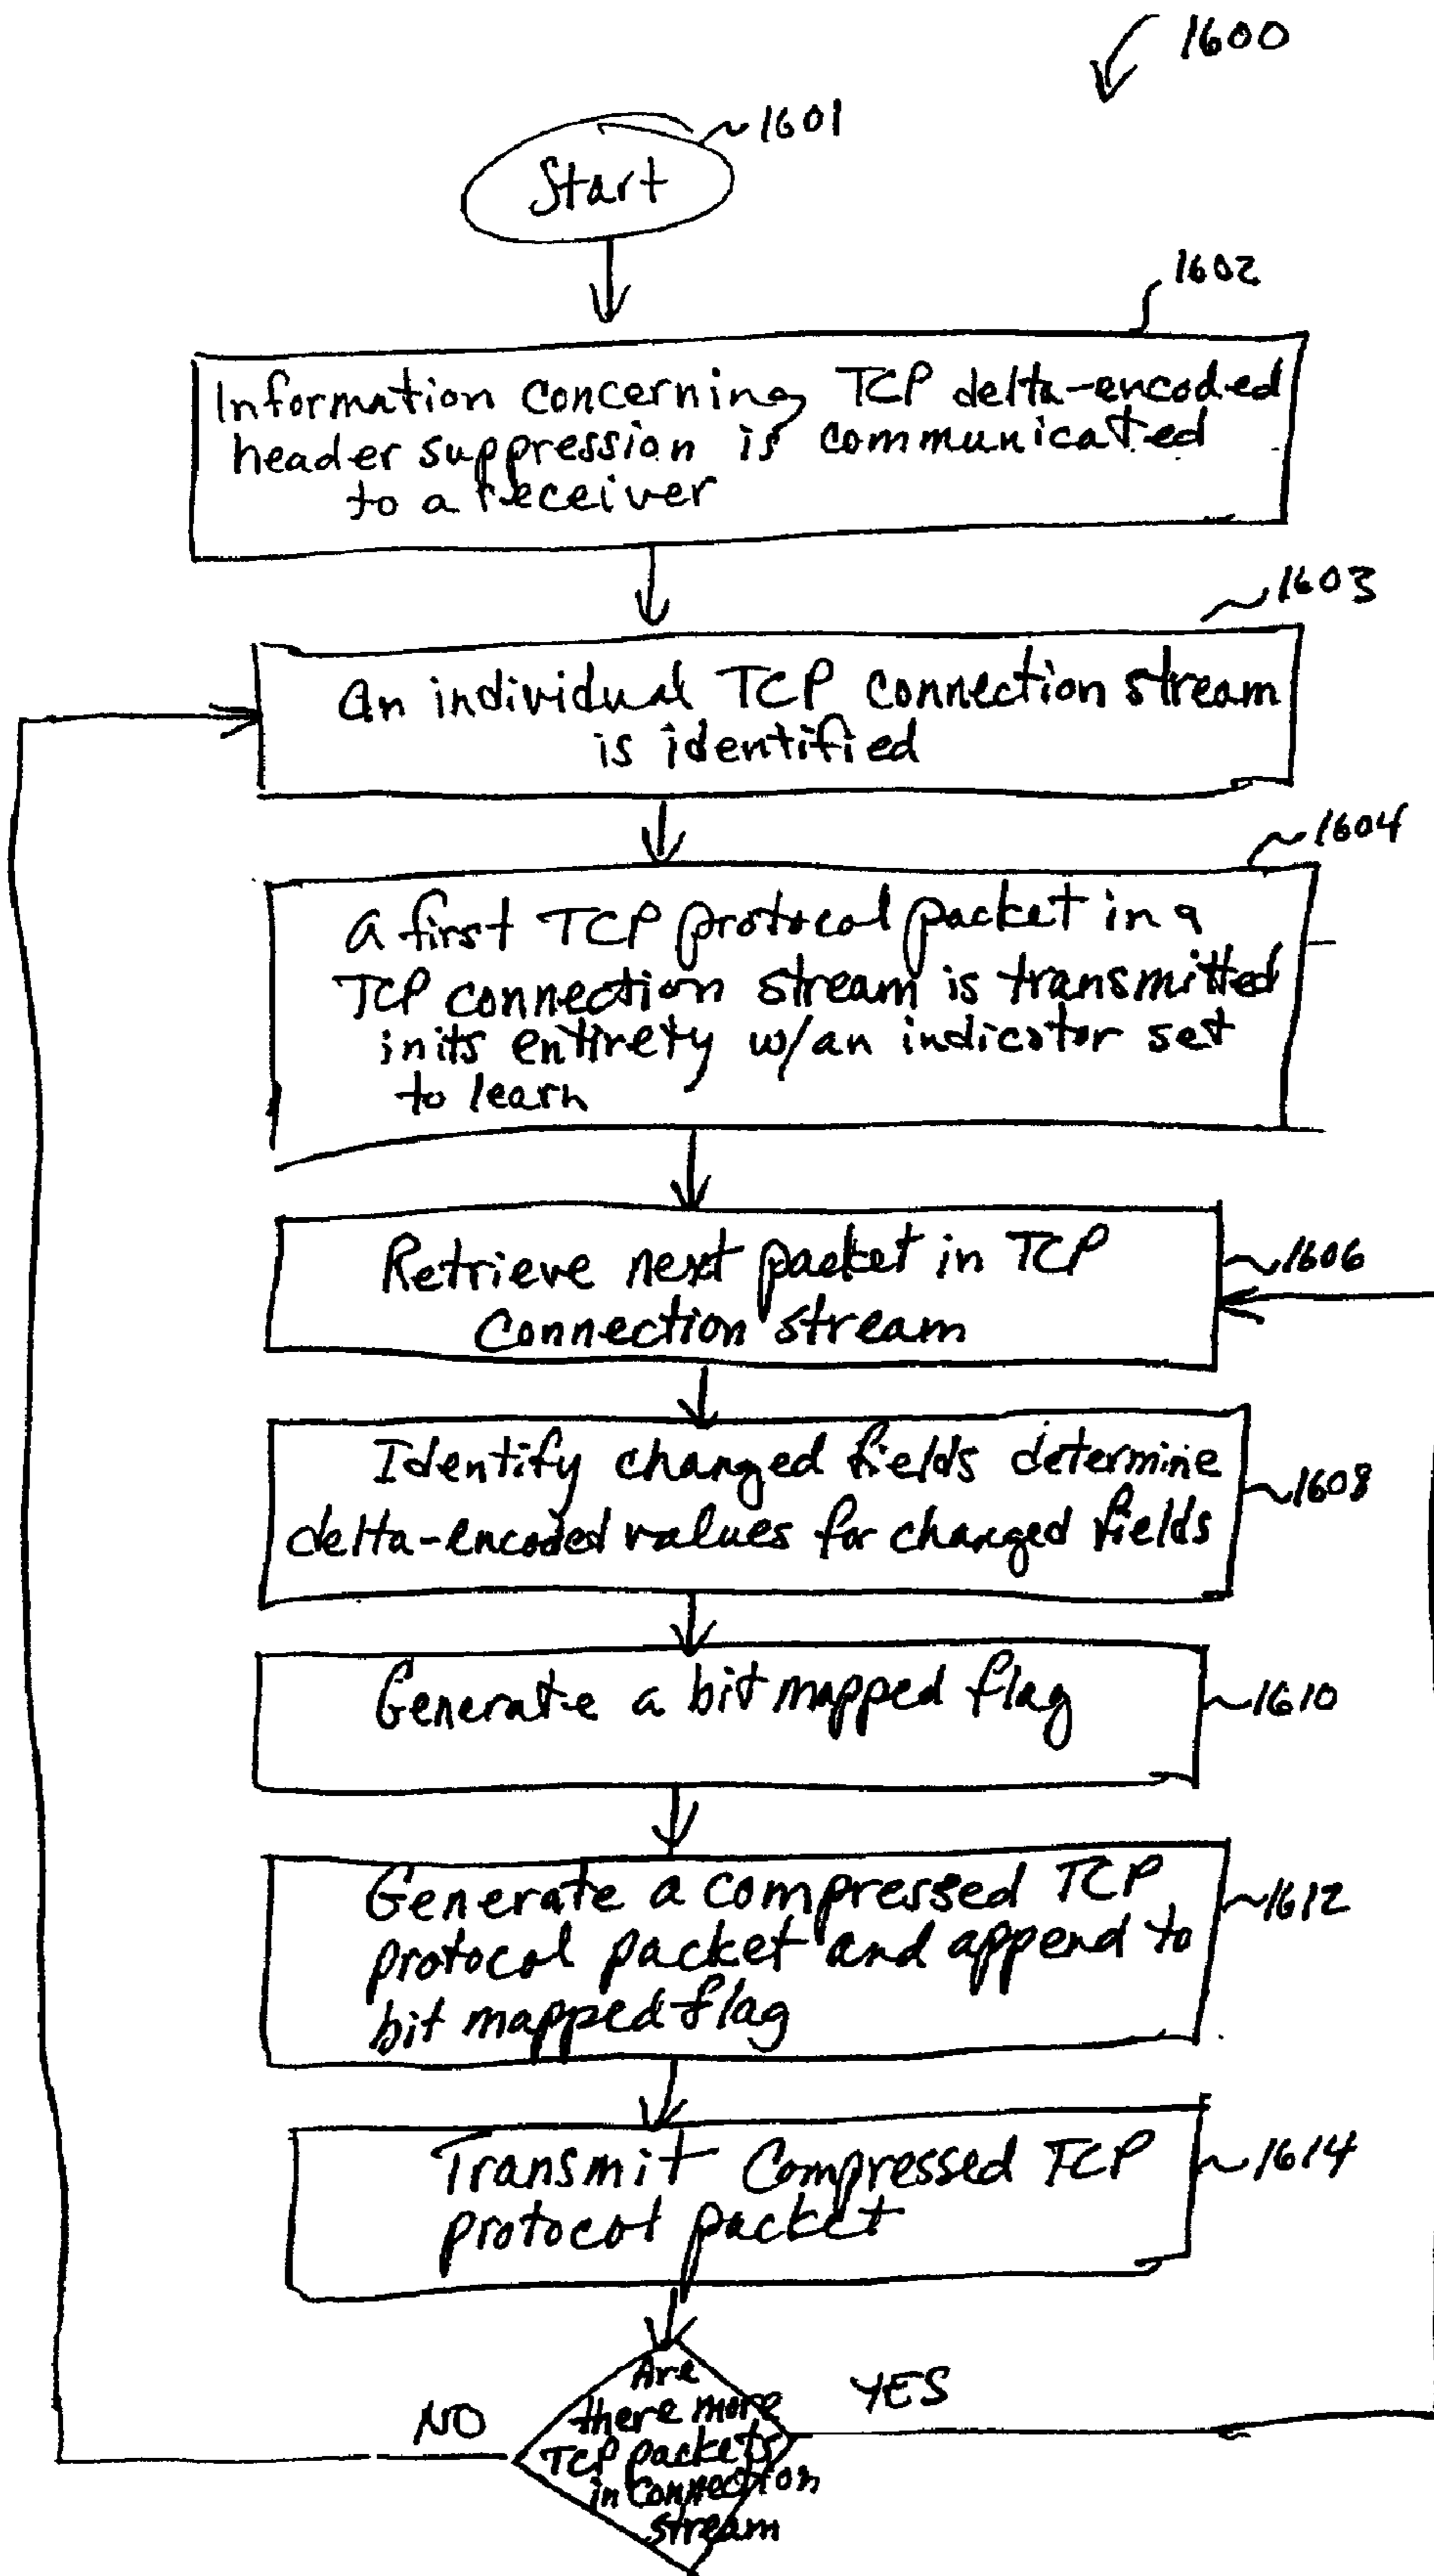 1600
1601
Start
1602
Information concerning TCP delta-encoded
header suppression is communicated
to a receiver
1603
An individual TCP connection stream
is identified
1604
A first TCP protocol packet in a
TCP connection stream is transmitted
in its entirety w/an indicator set
to learn
Retrieve next packet in TCP
Connection stream
1606
Identify changed fields determine
delta-encoded values for changed fields
1608
Generate a bit mapped flag
1610
Generate a compressed TCP
protocol packet and append to
bit mapped flag
1612
Transmit Compressed TCP
protocol packet
1614
Are
there more
TCP packets
in connection
stream
NO
YES